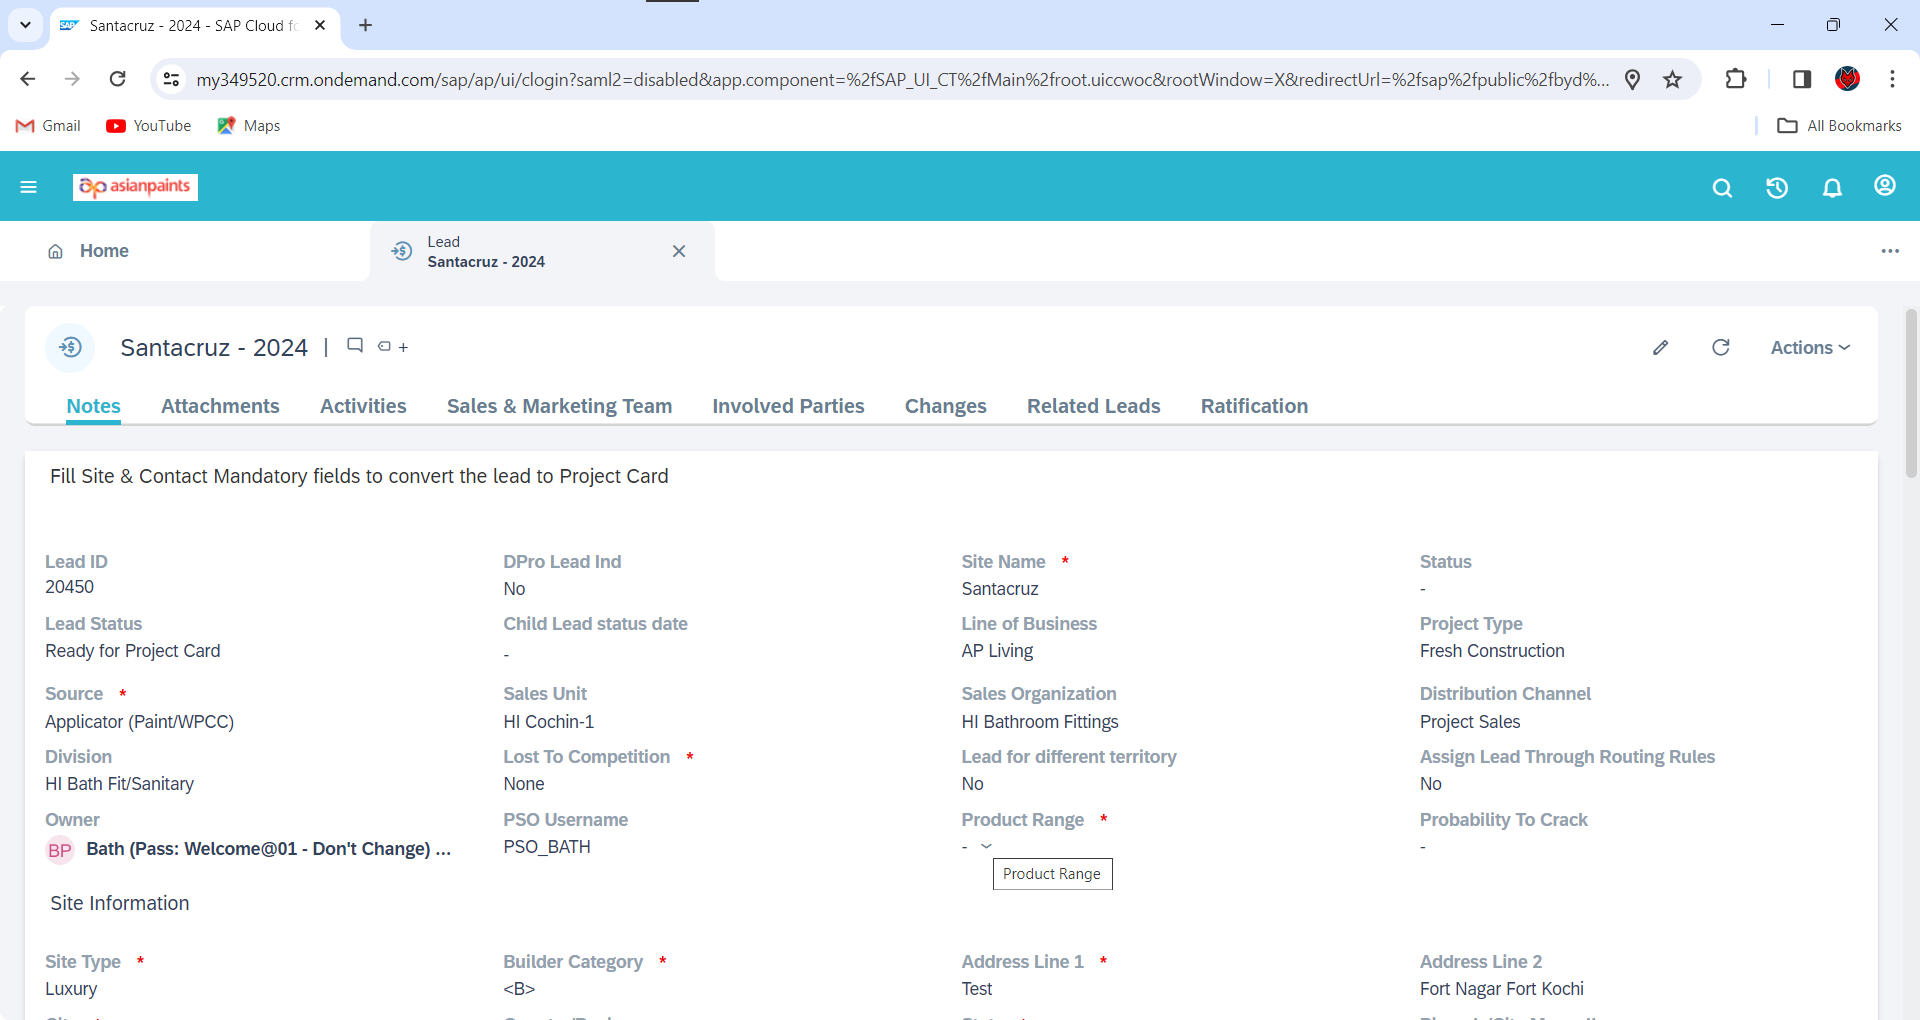 Santacruz - 2024 - SAP Cloud fo
my349520.crm.ondemand.com/sap/ap/ui/clogin?saml2=disabled&app.component=%2fSAP_UI_CT%2fMain%2froot.uiccwoc&rootWindow=X&redirectUrl=%2fsap%2fpublic%2fbyd%...
Gmail YouTube Maps All Bookmarks
asianpaints
Home
Lead
Santacruz - 2024
Santacruz - 2024 | +
Actions
Notes Attachments Activities Sales & Marketing Team Involved Parties Changes Related Leads Ratification
Fill Site & Contact Mandatory fields to convert the lead to Project Card
Lead ID DPro Lead Ind Site Name * Status
20450 No Santacruz -
Lead Status Child Lead status date Line of Business Project Type
Ready for Project Card - AP Living Fresh Construction
Source * Sales Unit Sales Organization Distribution Channel
Applicator (Paint/WPCC) HI Cochin-1 HI Bathroom Fittings Project Sales
Division Lost To Competition * Lead for different territory Assign Lead Through Routing Rules
HI Bath Fit/Sanitary None No No
Owner PSO Username Product Range * Probability To Crack
BP Bath (Pass: Welcome@01 - Don't Change) ... PSO_BATH - -
Product Range
Site Information
Site Type * Builder Category * Address Line 1 * Address Line 2
Luxury <B> Test Fort Nagar Fort Kochi